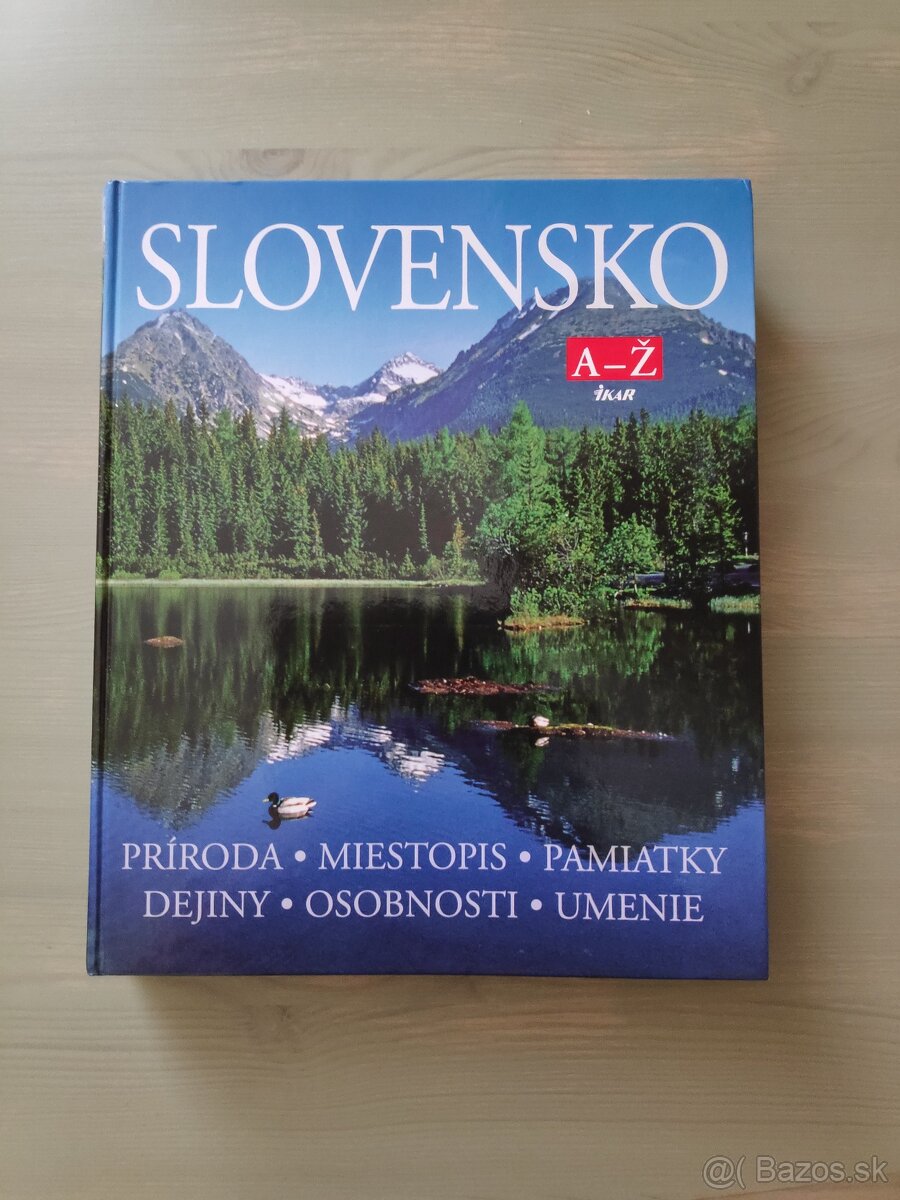 SLOVENSKO
A–Ž
iKAR
PRÍRODA • MIESTOPIS • PAMIATKY
DEJINY • OSOBNOSTI • UMENIE
@( Bazos.sk